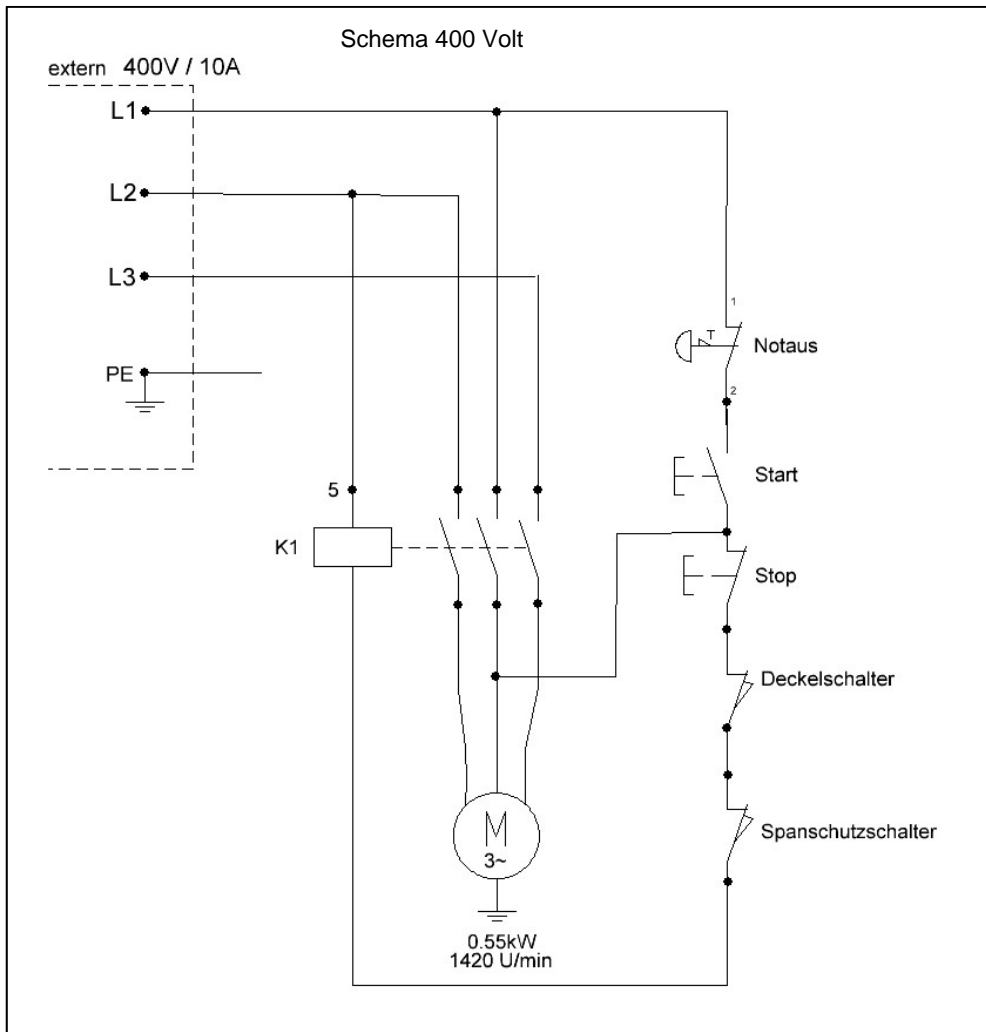 Schema 400 Volt
extern 400V / 10A
L1
L2
L3
PE
1
T
Notaus
2
Start
5
K1
Stop
Deckelschalter
M
3~
Spanschutzschalter
0.55kW
1420 U/min